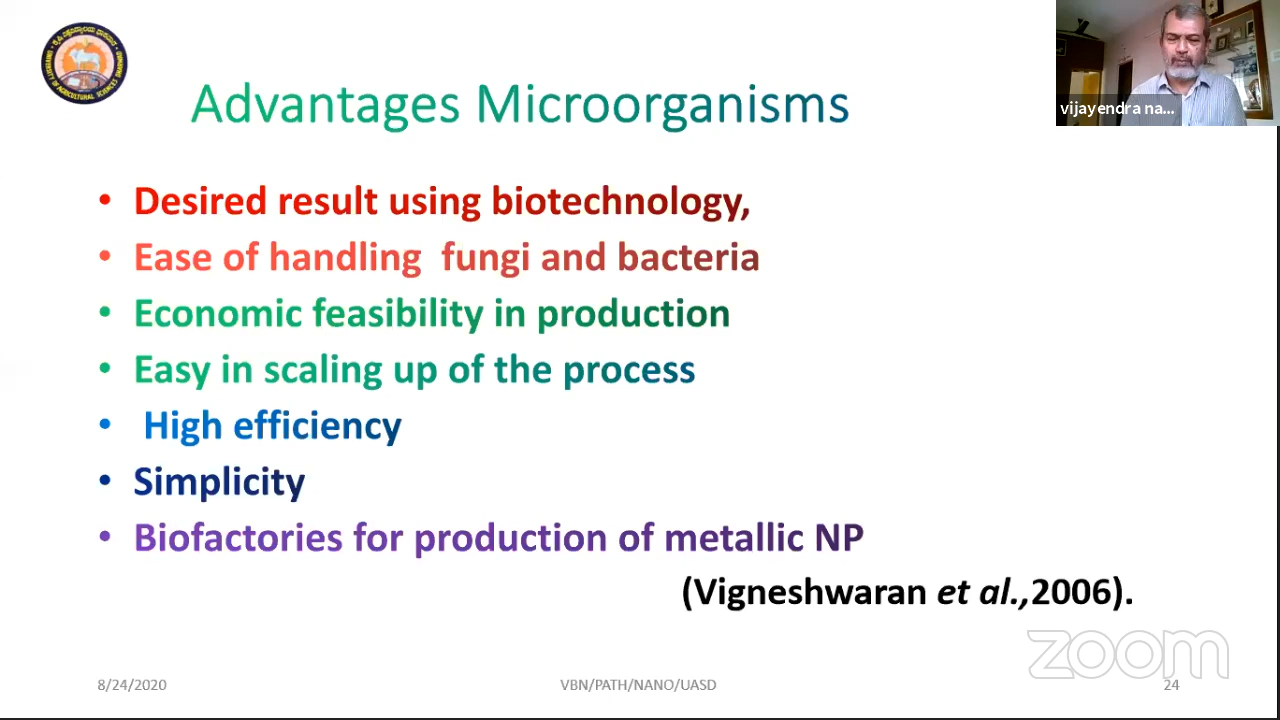 Advantages Microorganisms
vijayendra na...
• Desired result using biotechnology,
• Ease of handling  fungi and bacteria
• Economic feasibility in production
• Easy in scaling up of the process
•  High efficiency
• Simplicity
• Biofactories for production of metallic NP
(Vigneshwaran et al.,2006).
zoom
8/24/2020
VBN/PATH/NANO/UASD
24